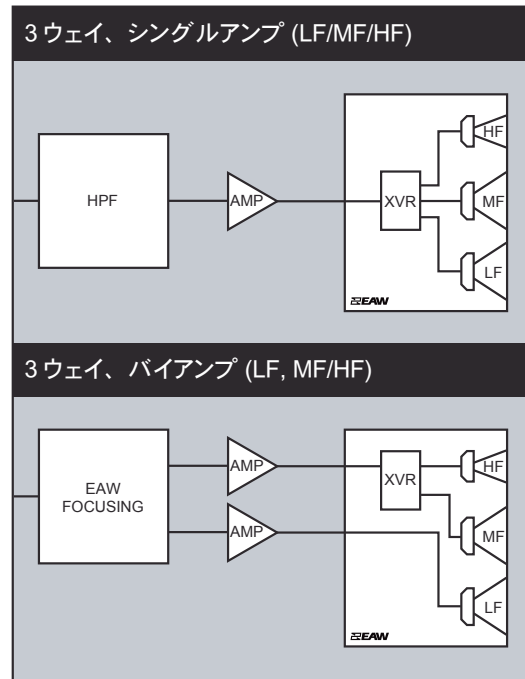 3 ウェイ、シングルアンプ (LF/MF/HF)
HPF
AMP
XVR
HF
MF
LF
EAW
3 ウェイ、バイアンプ (LF, MF/HF)
EAW
FOCUSING
AMP
AMP
XVR
HF
MF
LF
EAW